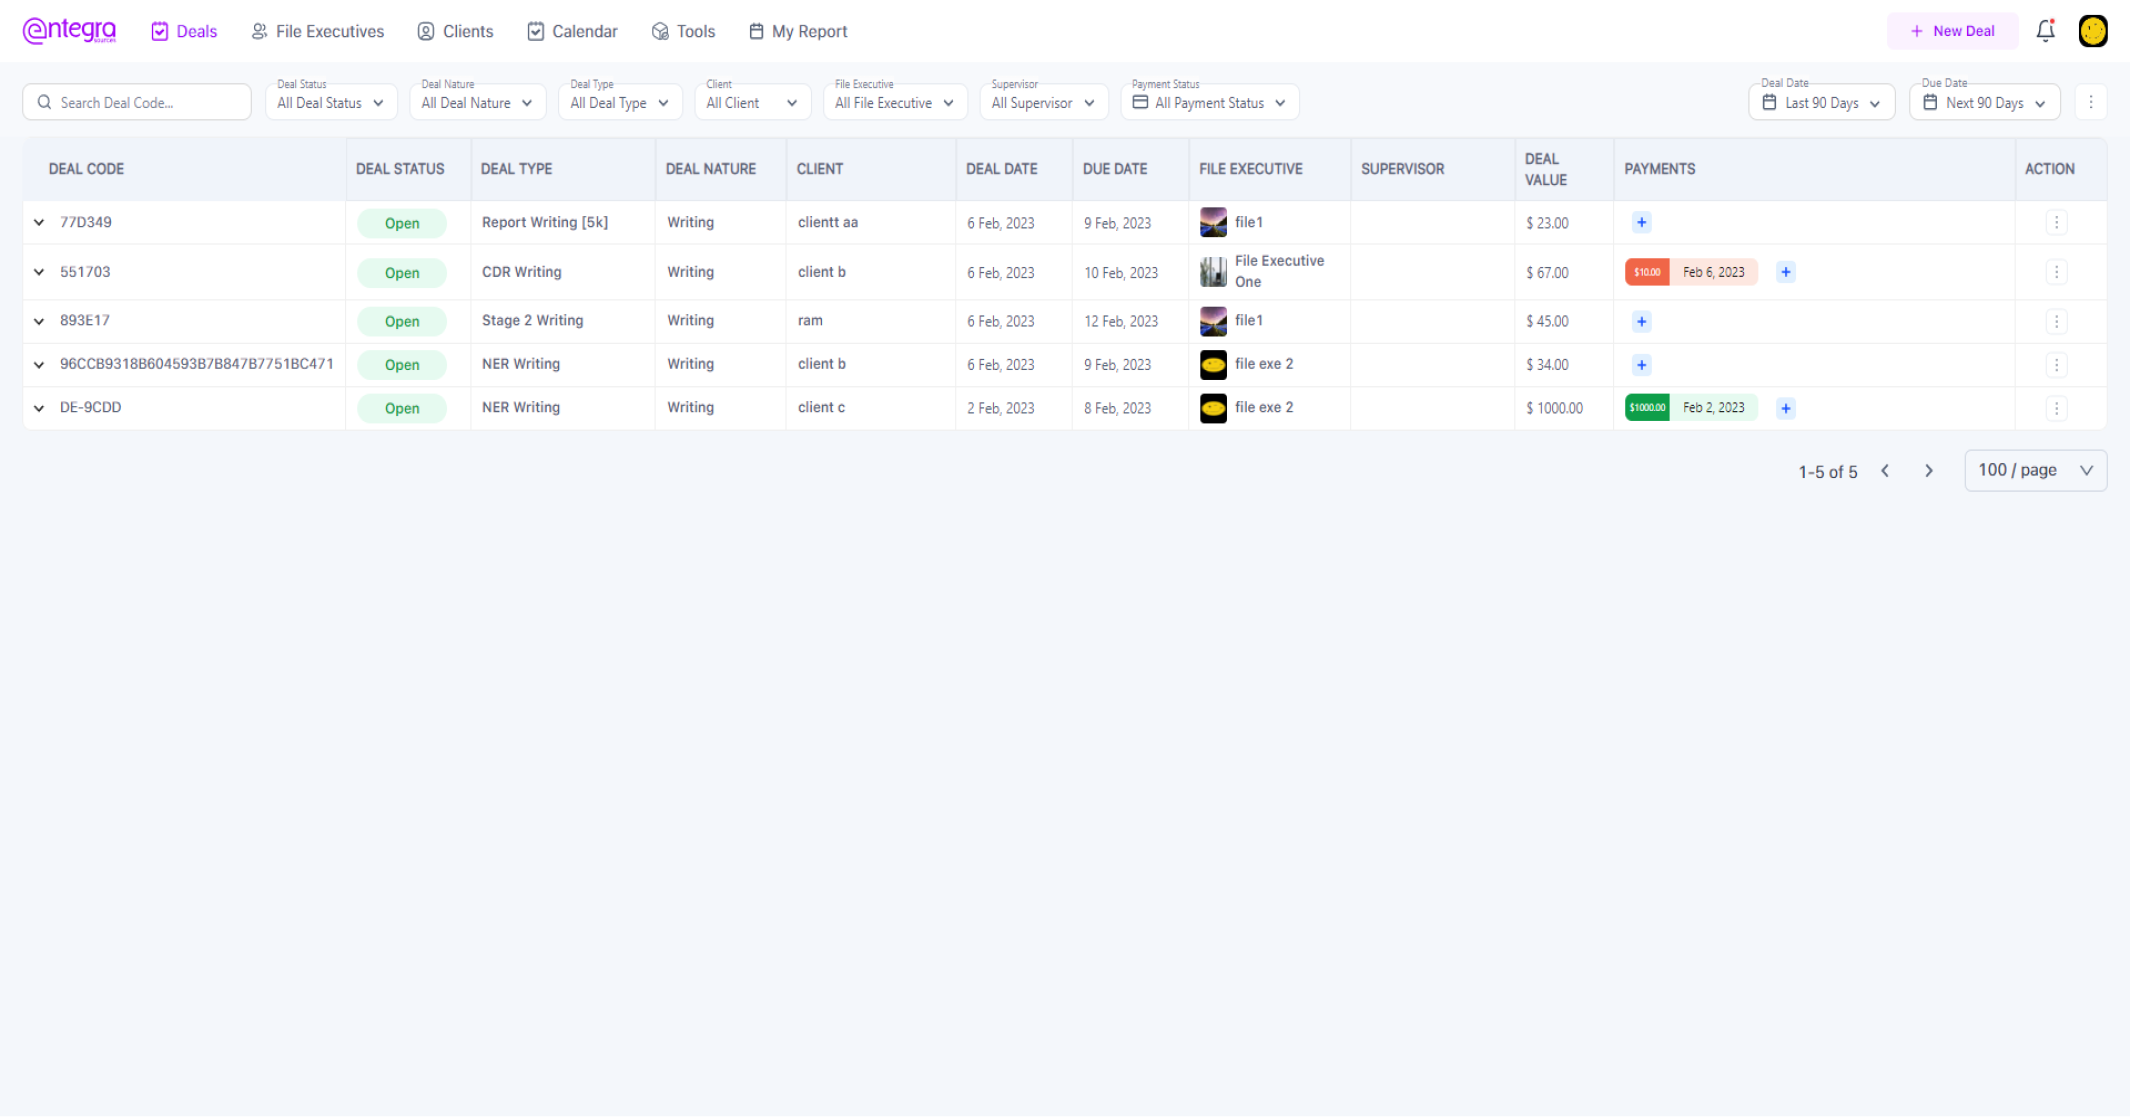 entegra
sources
Deals
File Executives
Clients
Calendar
Tools
My Report
+ New Deal
Search Deal Code...
Deal Status
All Deal Status
Deal Nature
All Deal Nature
Deal Type
All Deal Type
Client
All Client
File Executive
All File Executive
Supervisor
All Supervisor
Payment Status
All Payment Status
Deal Date
Last 90 Days
Due Date
Next 90 Days
DEAL CODE DEAL STATUS DEAL TYPE DEAL NATURE CLIENT DEAL DATE DUE DATE FILE EXECUTIVE SUPERVISOR DEAL VALUE PAYMENTS ACTION
77D349 Open Report Writing [5k] Writing clientt aa 6 Feb, 2023 9 Feb, 2023 file1 $ 23.00 +
551703 Open CDR Writing Writing client b 6 Feb, 2023 10 Feb, 2023 File Executive One $ 67.00 $10.00 Feb 6, 2023 +
893E17 Open Stage 2 Writing Writing ram 6 Feb, 2023 12 Feb, 2023 file1 $ 45.00 +
96CCB9318B604593B7B847B7751BC471 Open NER Writing Writing client b 6 Feb, 2023 9 Feb, 2023 file exe 2 $ 34.00 +
DE-9CDD Open NER Writing Writing client c 2 Feb, 2023 8 Feb, 2023 file exe 2 $ 1000.00 $1000.00 Feb 2, 2023 +
1-5 of 5
100 / page